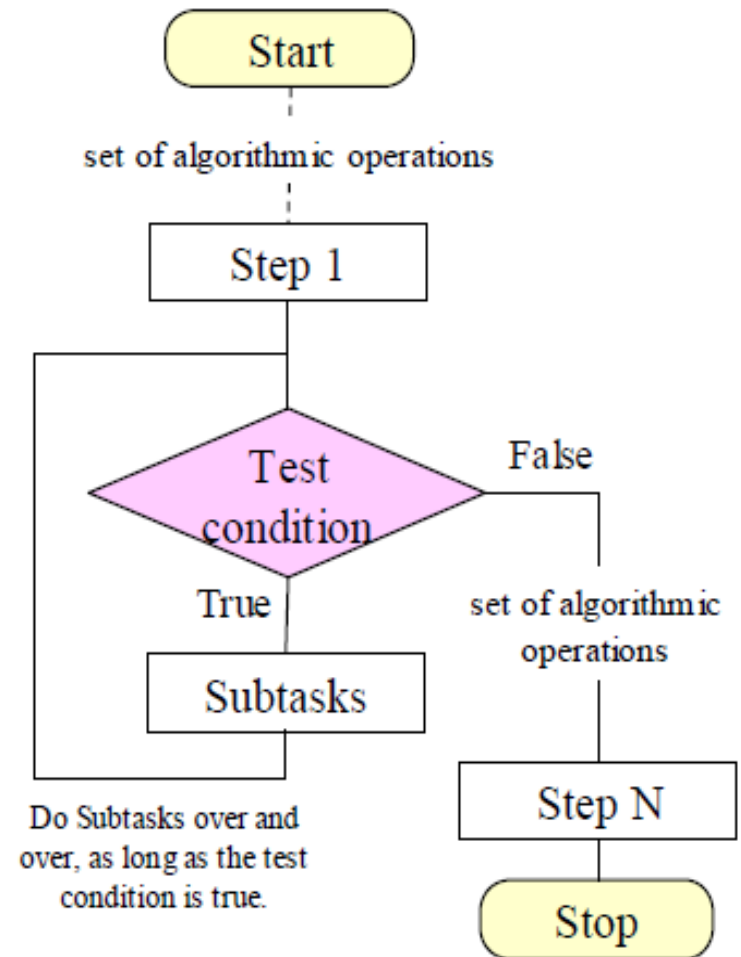 Start
set of algorithmic operations
Step 1
Test
condition
False
True
set of algorithmic
operations
Subtasks
Step N
Do Subtasks over and
over, as long as the test
condition is true.
Stop